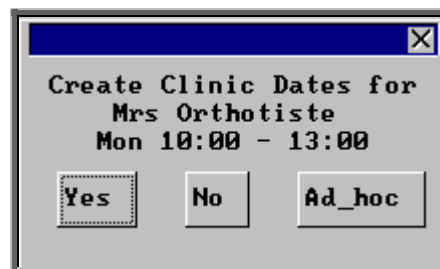 Create Clinic Dates for
Mrs Orthotiste
Mon 10:00 - 13:00
Yes No Ad_hoc